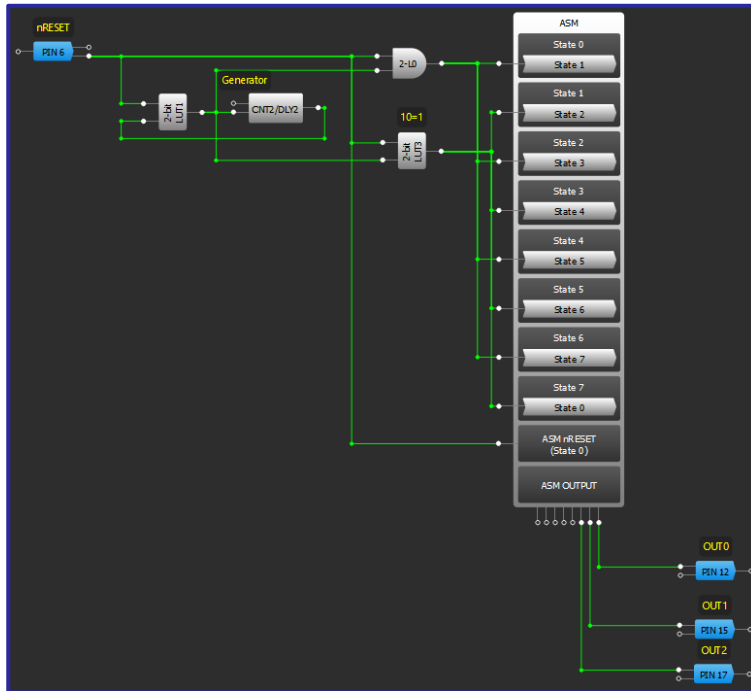 nRESET
PIN 6
2-bit
LUT1
Generator
CNT2/DLY2
2-L0
10=1
2-bit
LUT3
ASM
State 0
State 1
State 1
State 2
State 2
State 3
State 3
State 4
State 4
State 5
State 5
State 6
State 6
State 7
State 7
State 0
ASM nRESET
(State 0)
ASM OUTPUT
OUT0
PIN 12
OUT1
PIN 15
OUT2
PIN 17